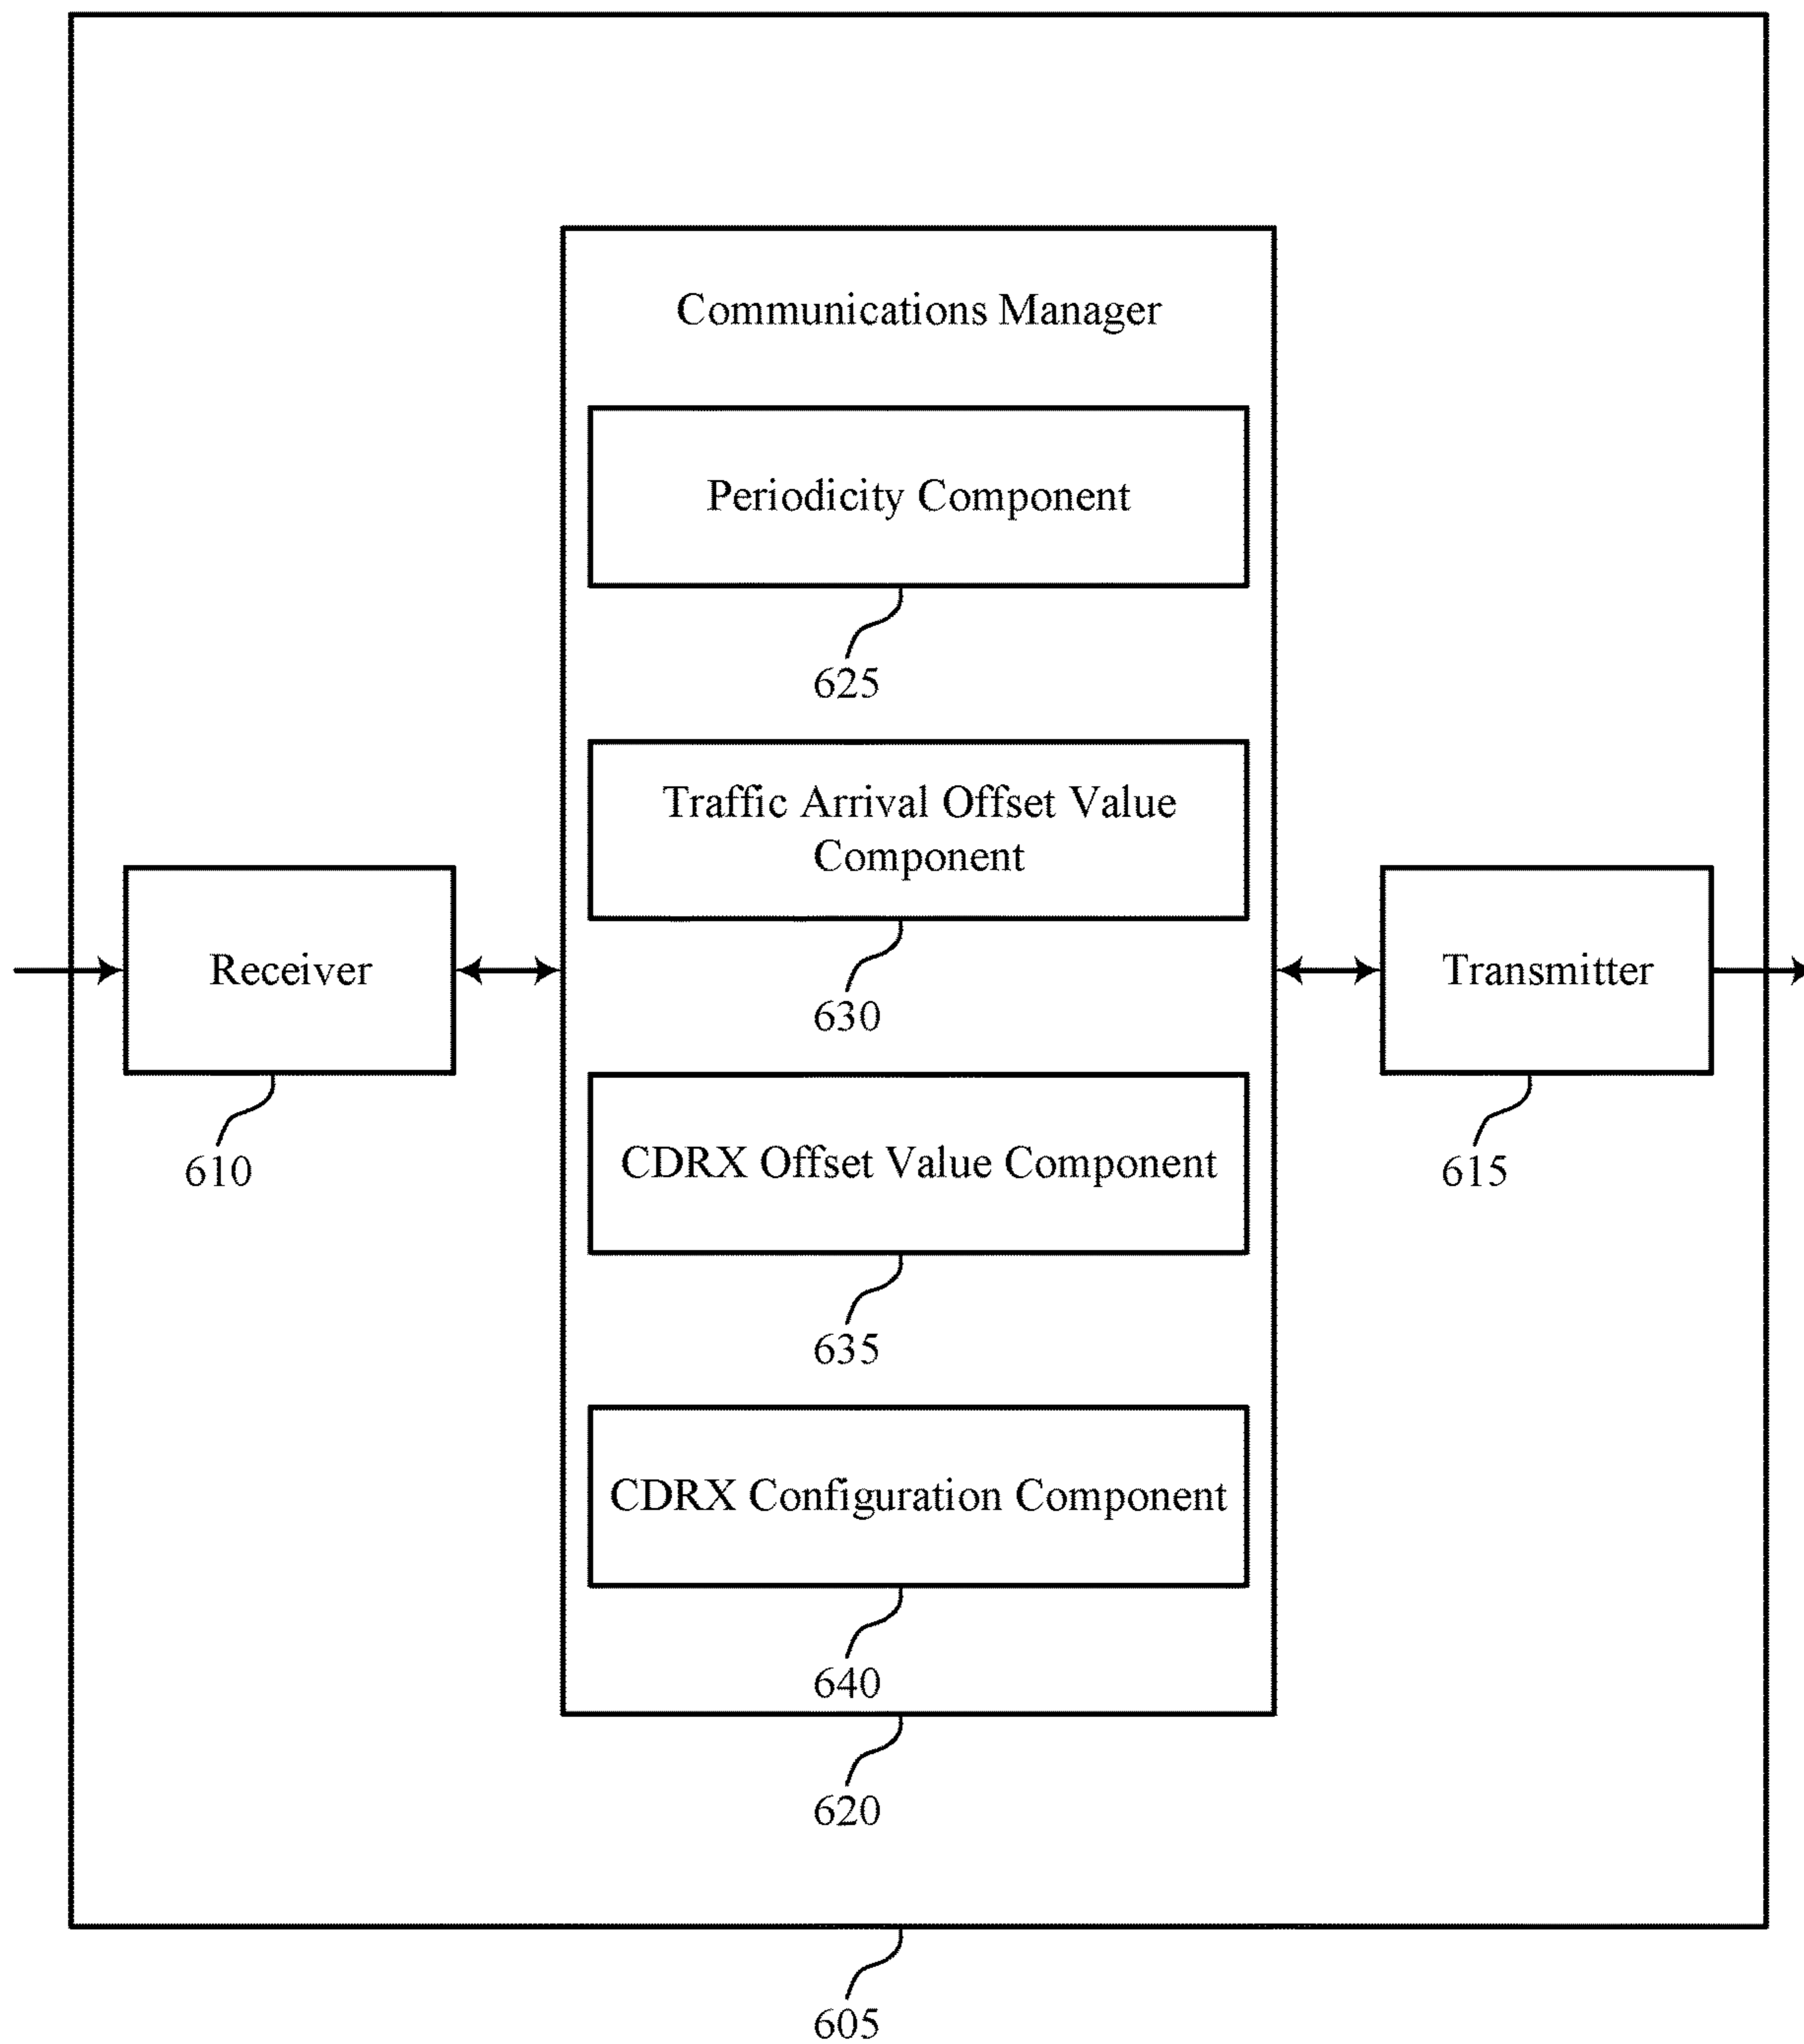 Communications Manager
Periodicity Component
625
Traffic Arrival Offset Value
Component
630
Receiver
610
Transmitter
615
CDRX Offset Value Component
635
CDRX Configuration Component
640
620
605